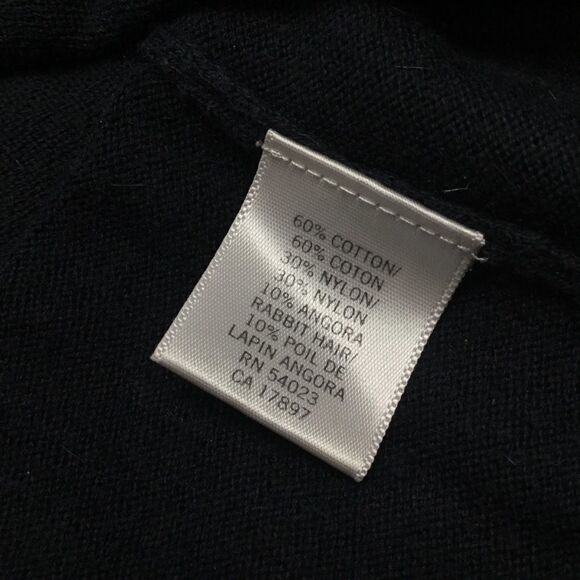 60% COTTON/
60% COTON
30% NYLON/
30% NYLON
10% ANGORA
RABBIT HAIR/
10% POIL DE
LAPIN ANGORA
RN 54023
CA 17897